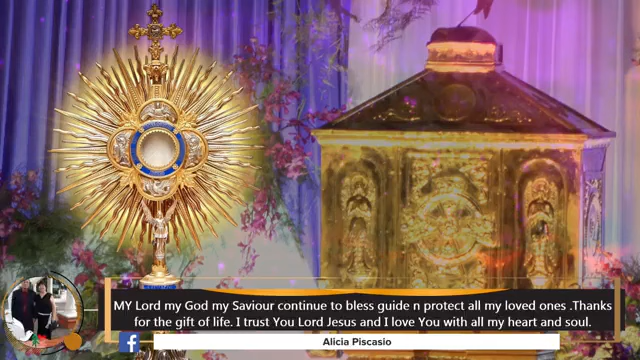 MY Lord my God my Saviour continue to bless guide n protect all my loved ones .Thanks
for the gift of life. I trust You Lord Jesus and I love You with all my heart and soul.
f
Alicia Piscasio